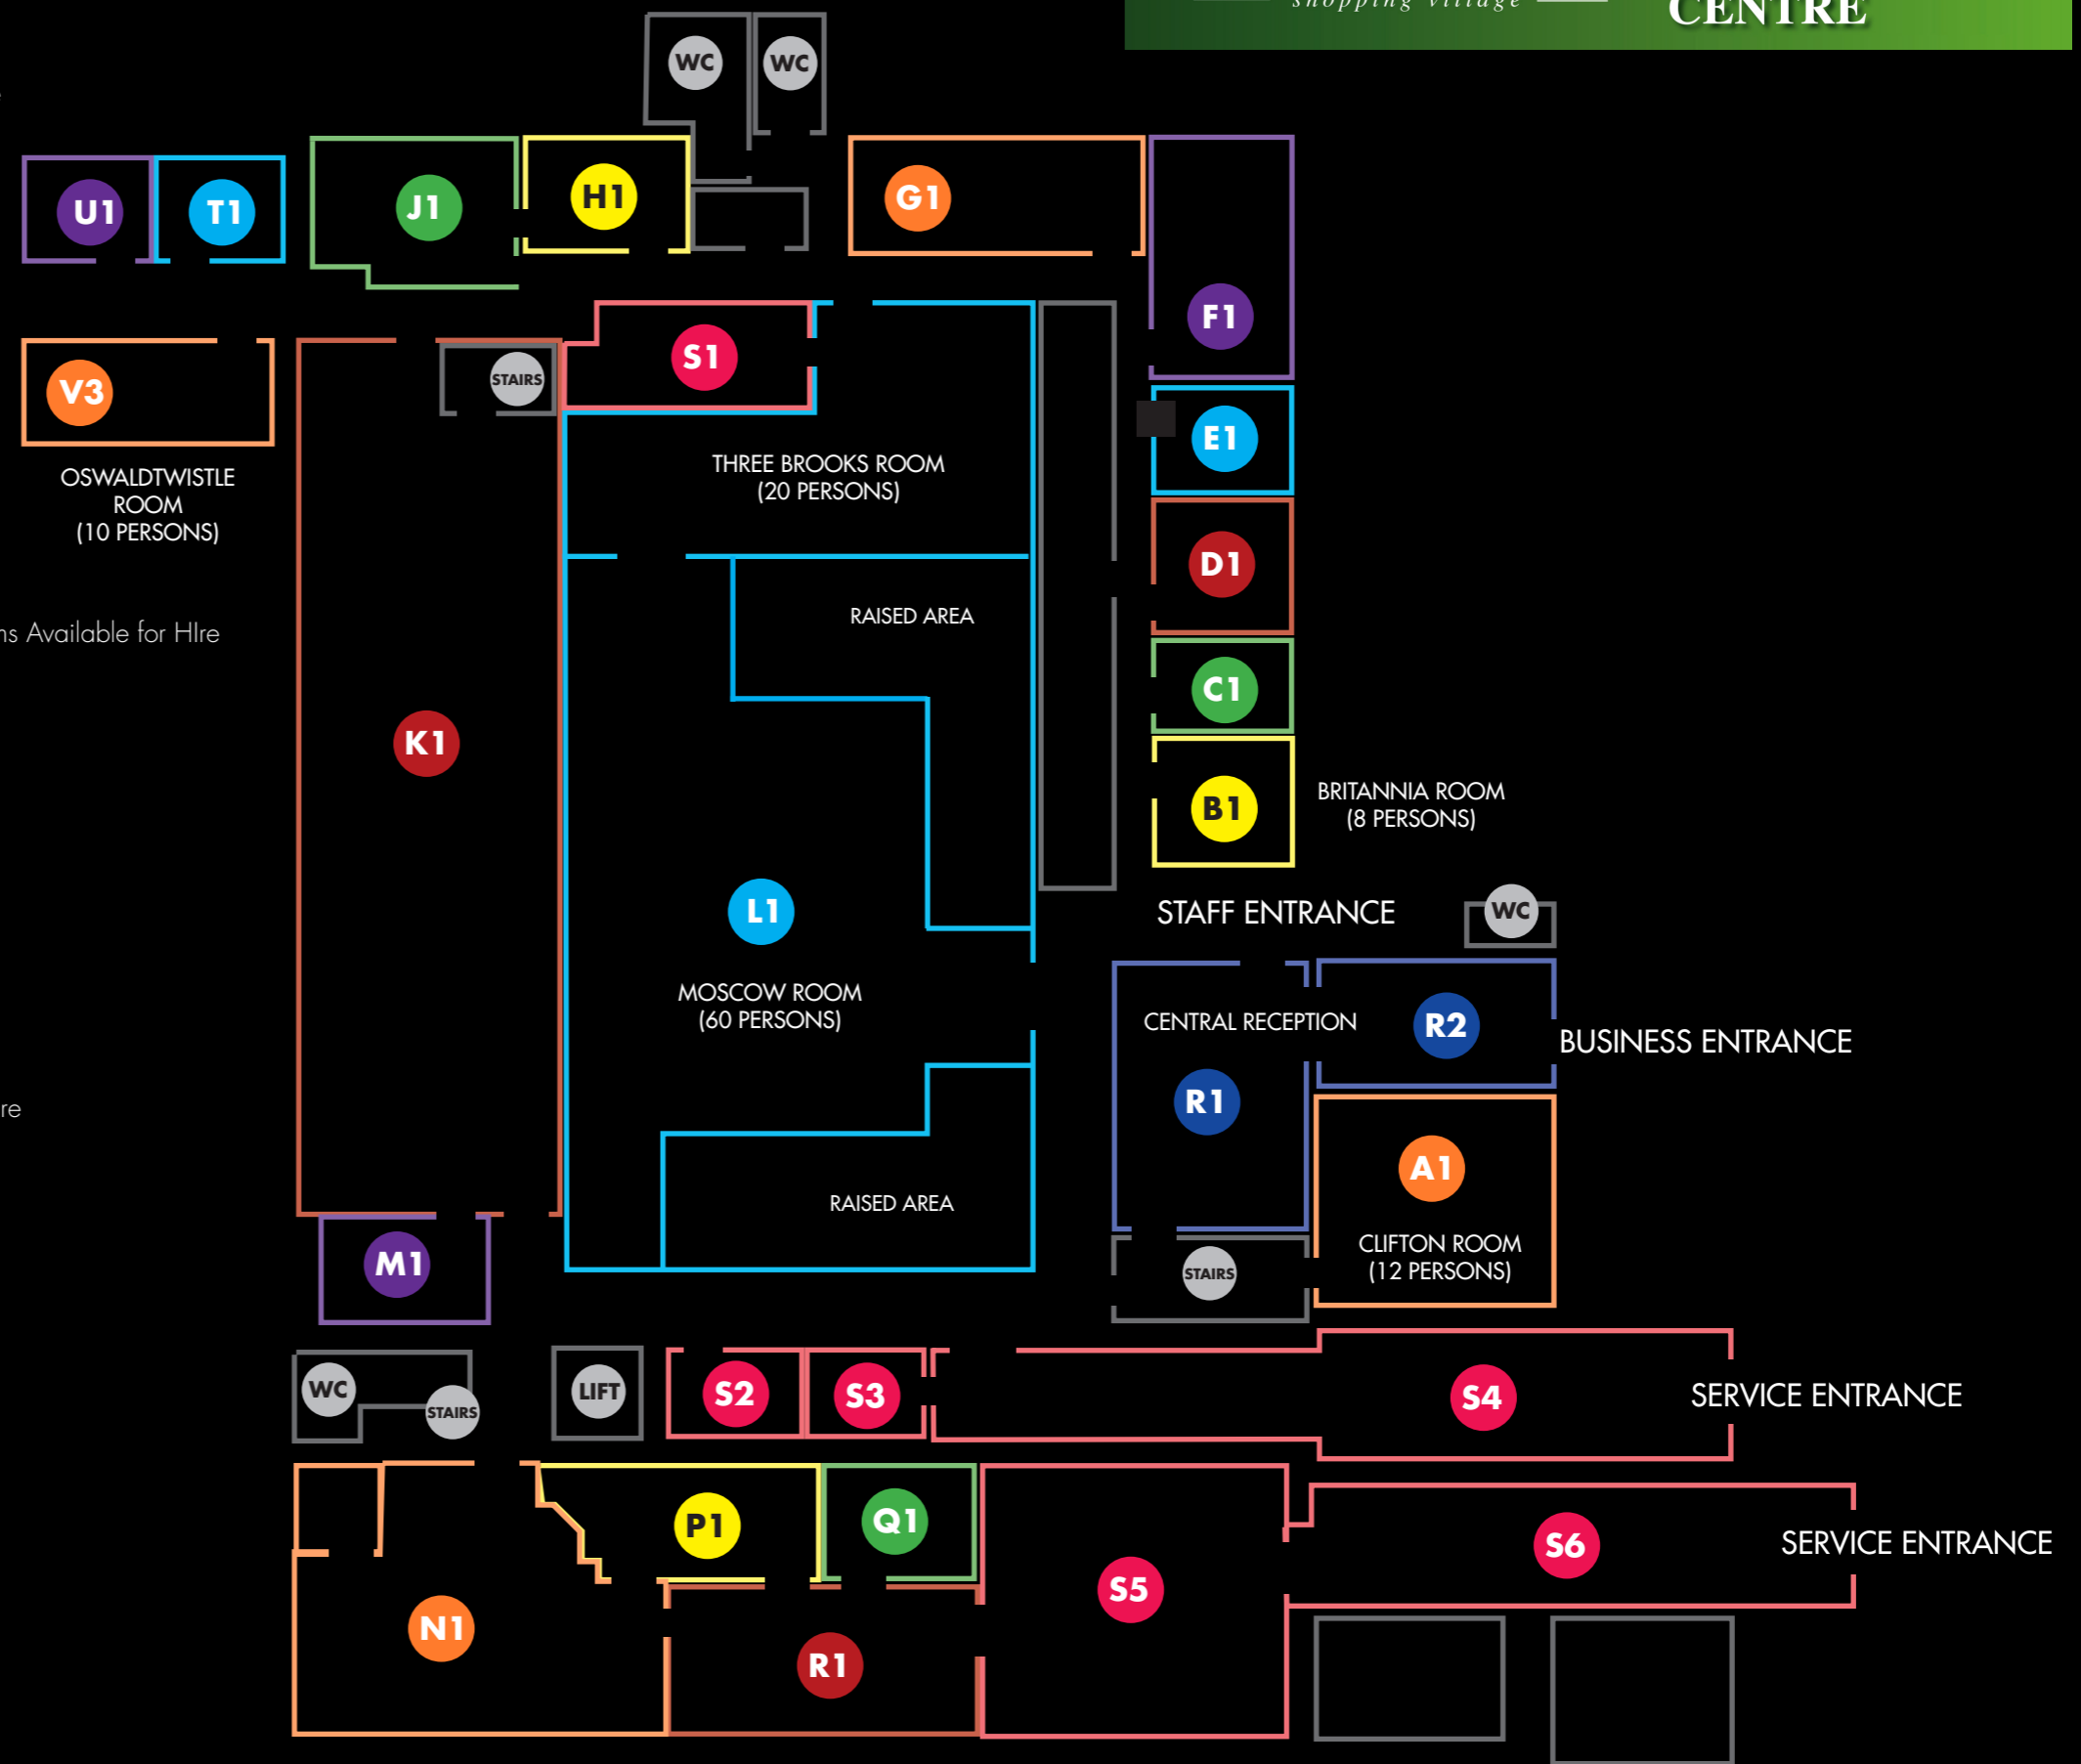 shopping village
CENTRE
WC
WC
U1
T1
J1
H1
G1
F1
S1
STAIRS
V3
E1
THREE BROOKS ROOM
(20 PERSONS)
OSWALDTWISTLE
ROOM
(10 PERSONS)
D1
RAISED AREA
Available for HIre
C1
K1
B1
BRITANNIA ROOM
(8 PERSONS)
L1
STAFF ENTRANCE
WC
MOSCOW ROOM
(60 PERSONS)
CENTRAL RECEPTION
R2
BUSINESS ENTRANCE
R1
A1
RAISED AREA
CLIFTON ROOM
(12 PERSONS)
M1
STAIRS
WC
STAIRS
LIFT
S2
S3
S4
SERVICE ENTRANCE
P1
Q1
S5
S6
SERVICE ENTRANCE
N1
R1